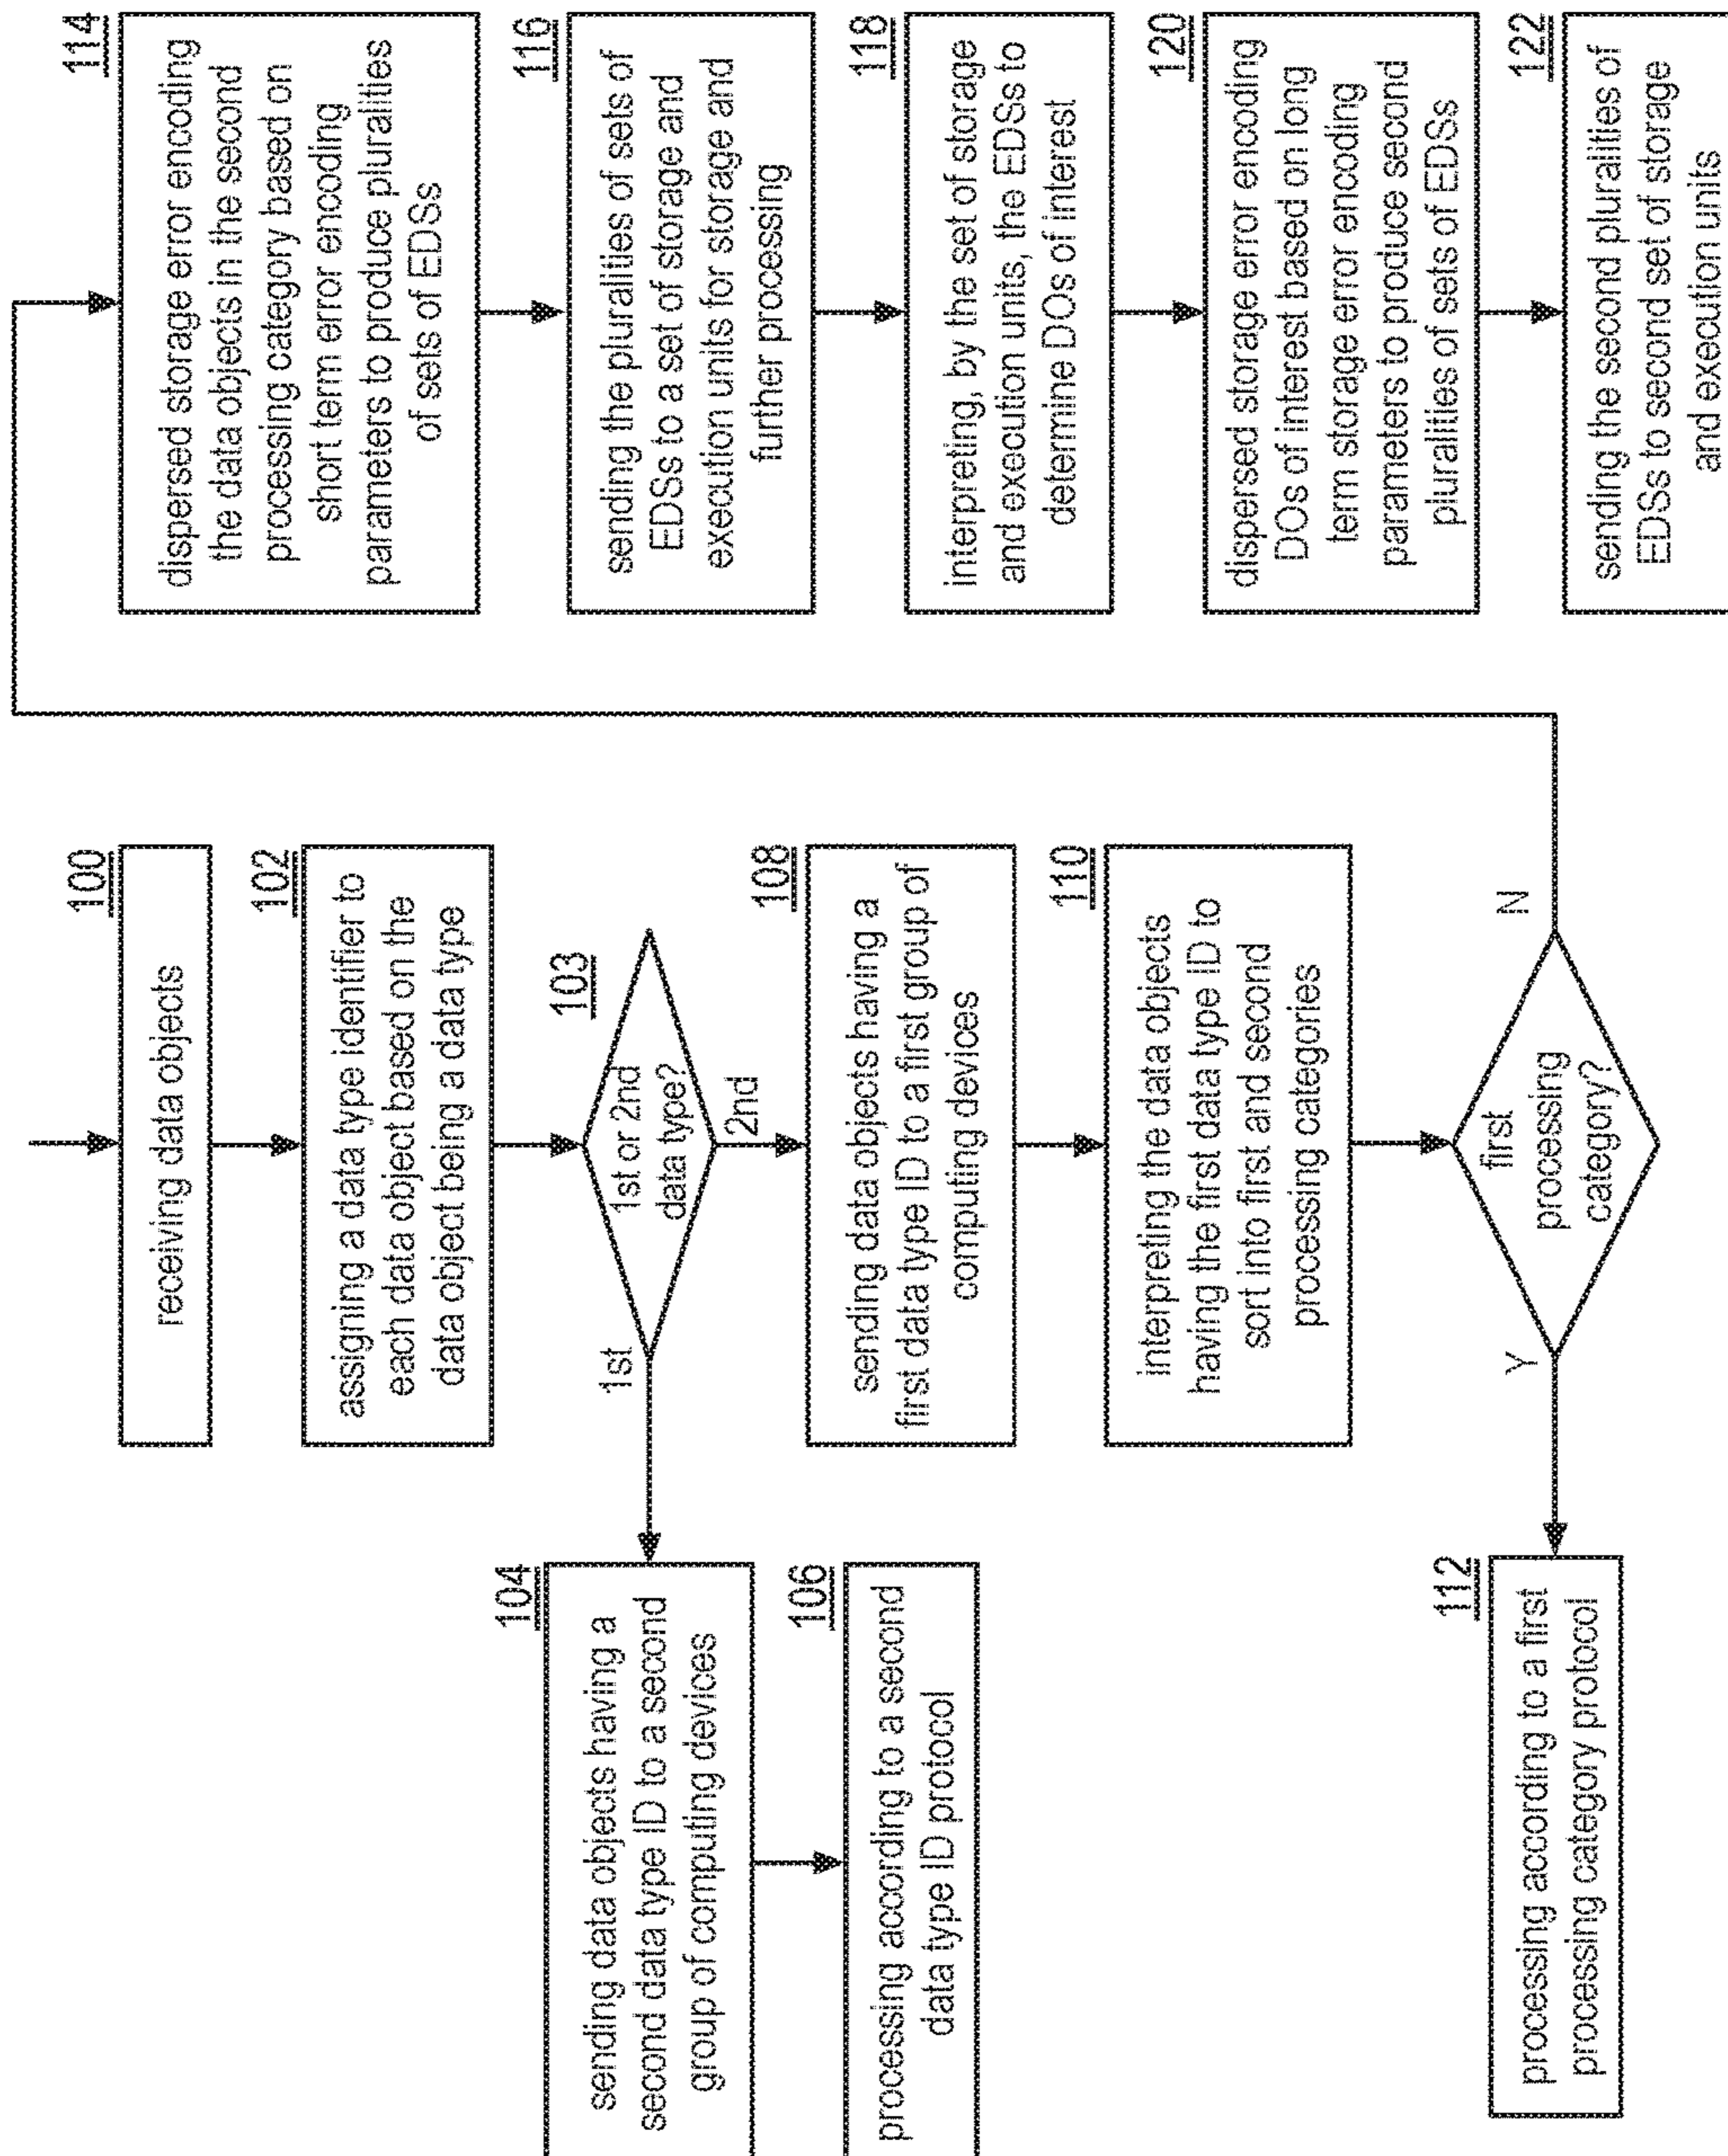 100
receiving data objects
102
assigning a data type identifier to
each data object based on the
data object being a data type
103
1st or 2nd
data type?
1st
2nd
104
sending data objects having a
second data type ID to a second
group of computing devices
106
processing according to a second
data type ID protocol
108
sending data objects having a
first data type ID to a first group of
computing devices
110
interpreting the data objects
having the first data type ID to
sort into first and second
processing categories
first
processing
category?
Y
N
112
processing according to a first
processing category protocol
114
dispersed storage error encoding
the data objects in the second
processing category based on
short term error encoding
parameters to produce pluralities
of sets of EDSs
116
sending the pluralities of sets of
EDSs to a set of storage and
execution units for storage and
further processing
118
interpreting, by the set of storage
and execution units, the EDSs to
determine DOs of interest
120
dispersed storage error encoding
DOs of interest based on long
term storage error encoding
parameters to produce second
pluralities of sets of EDSs
122
sending the second pluralities of
EDSs to second set of storage
and execution units